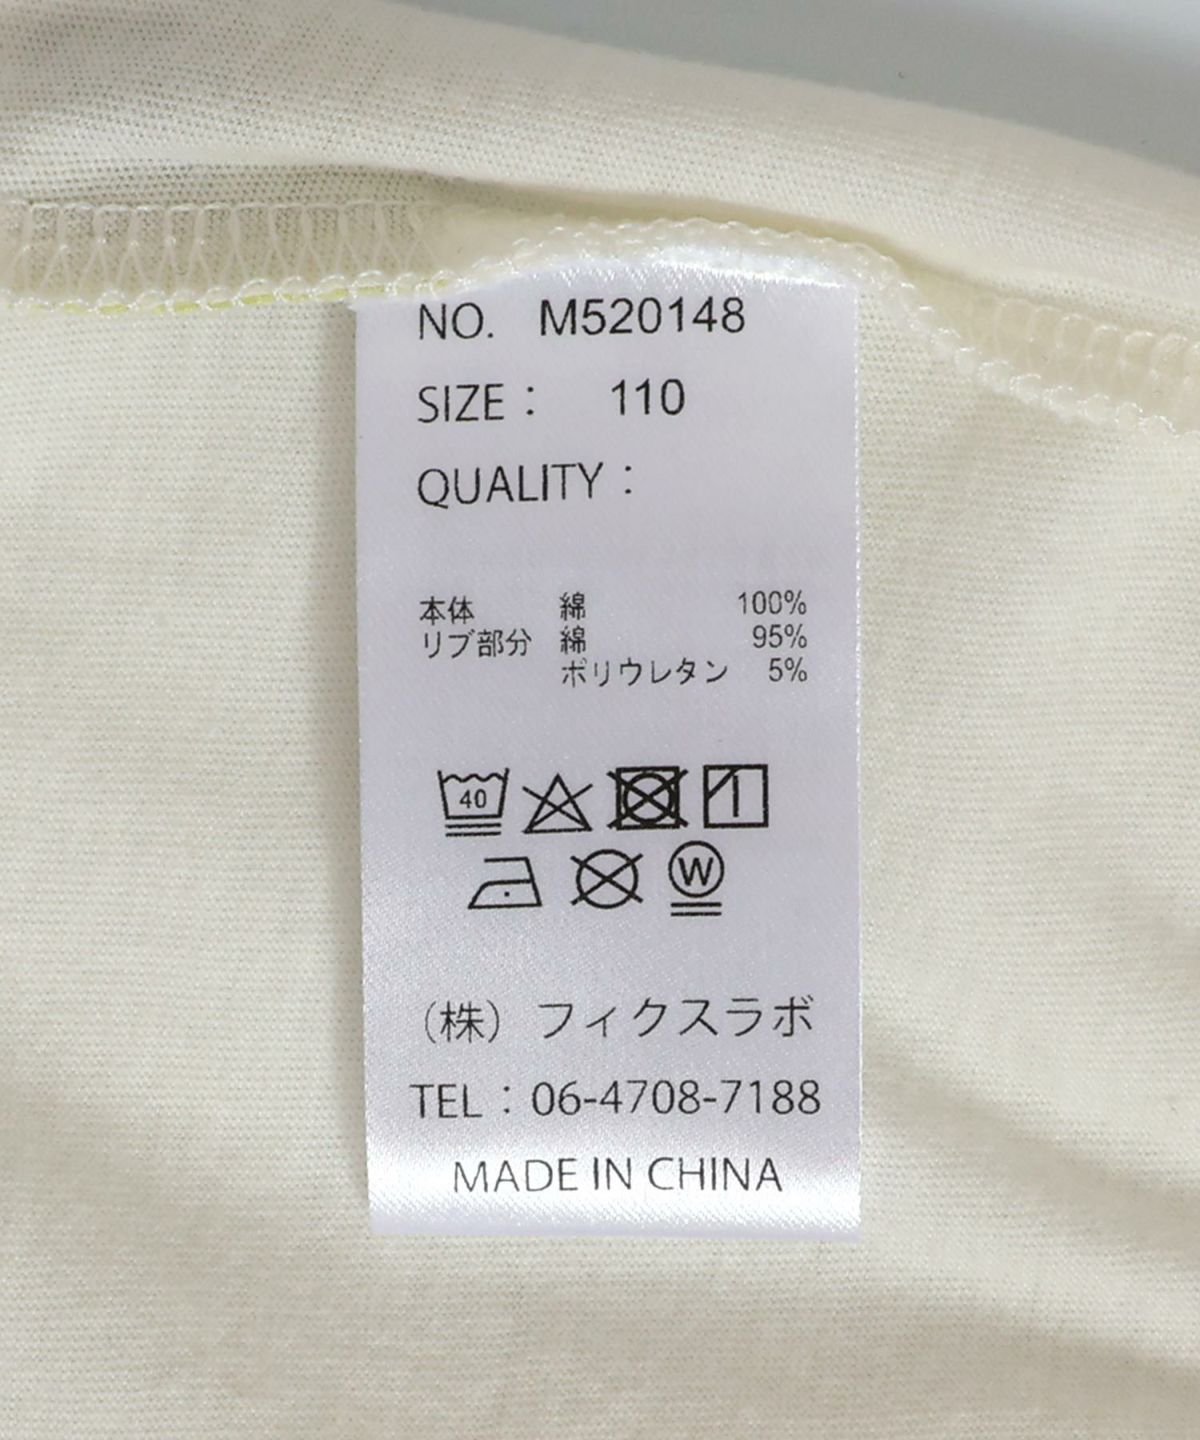 NO. M520148
SIZE： 110
QUALITY：
本体 綿 100%
リブ部分 綿 95%
ポリウレタン 5%
40
W
（株） フィクスラボ
TEL：06-4708-7188
MADE IN CHINA